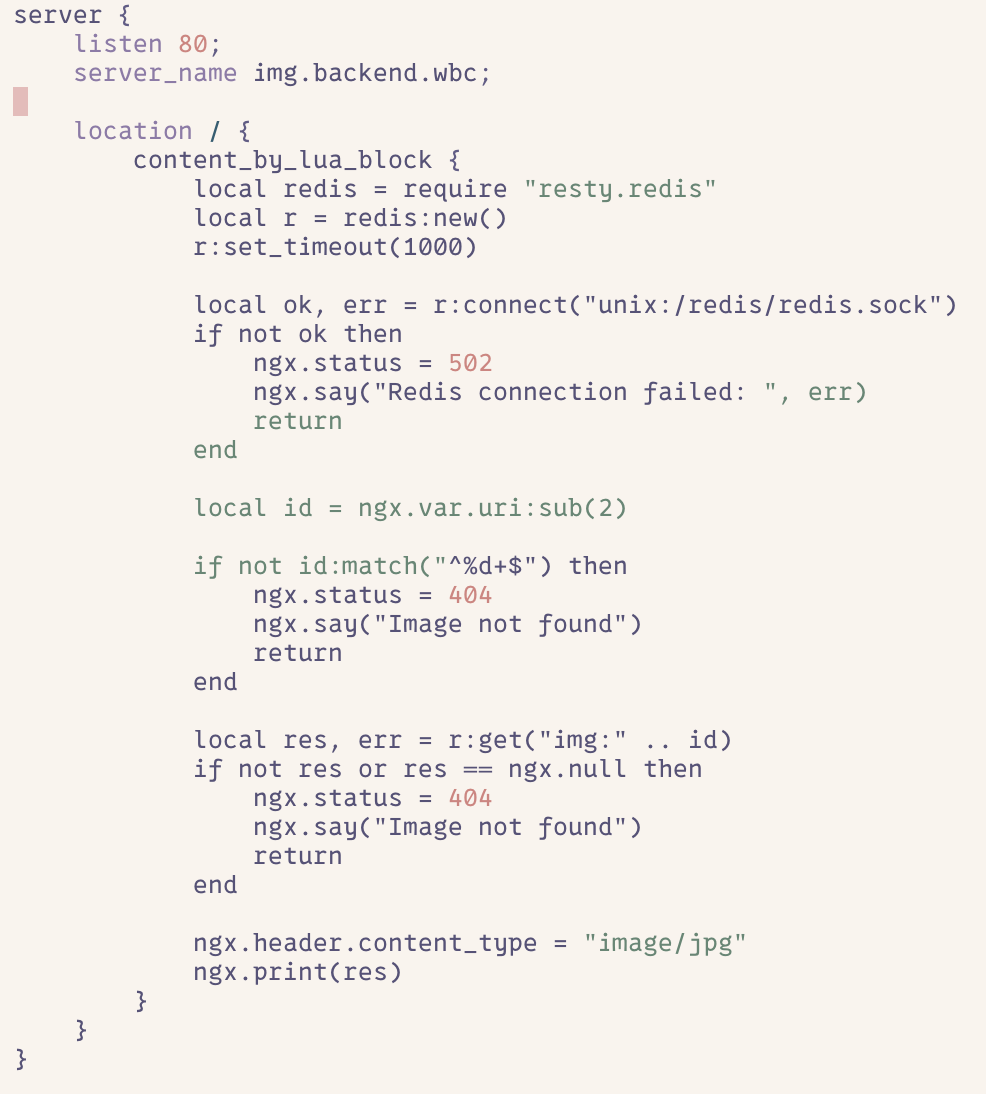 server {
    listen 80;
    server_name img.backend.wbc;

    location / {
        content_by_lua_block {
            local redis = require "resty.redis"
            local r = redis:new()
            r:set_timeout(1000)

            local ok, err = r:connect("unix:/redis/redis.sock")
            if not ok then
                ngx.status = 502
                ngx.say("Redis connection failed: ", err)
                return
            end

            local id = ngx.var.uri:sub(2)

            if not id:match("^%d+$") then
                ngx.status = 404
                ngx.say("Image not found")
                return
            end

            local res, err = r:get("img:" .. id)
            if not res or res == ngx.null then
                ngx.status = 404
                ngx.say("Image not found")
                return
            end

            ngx.header.content_type = "image/jpg"
            ngx.print(res)
        }
    }
}